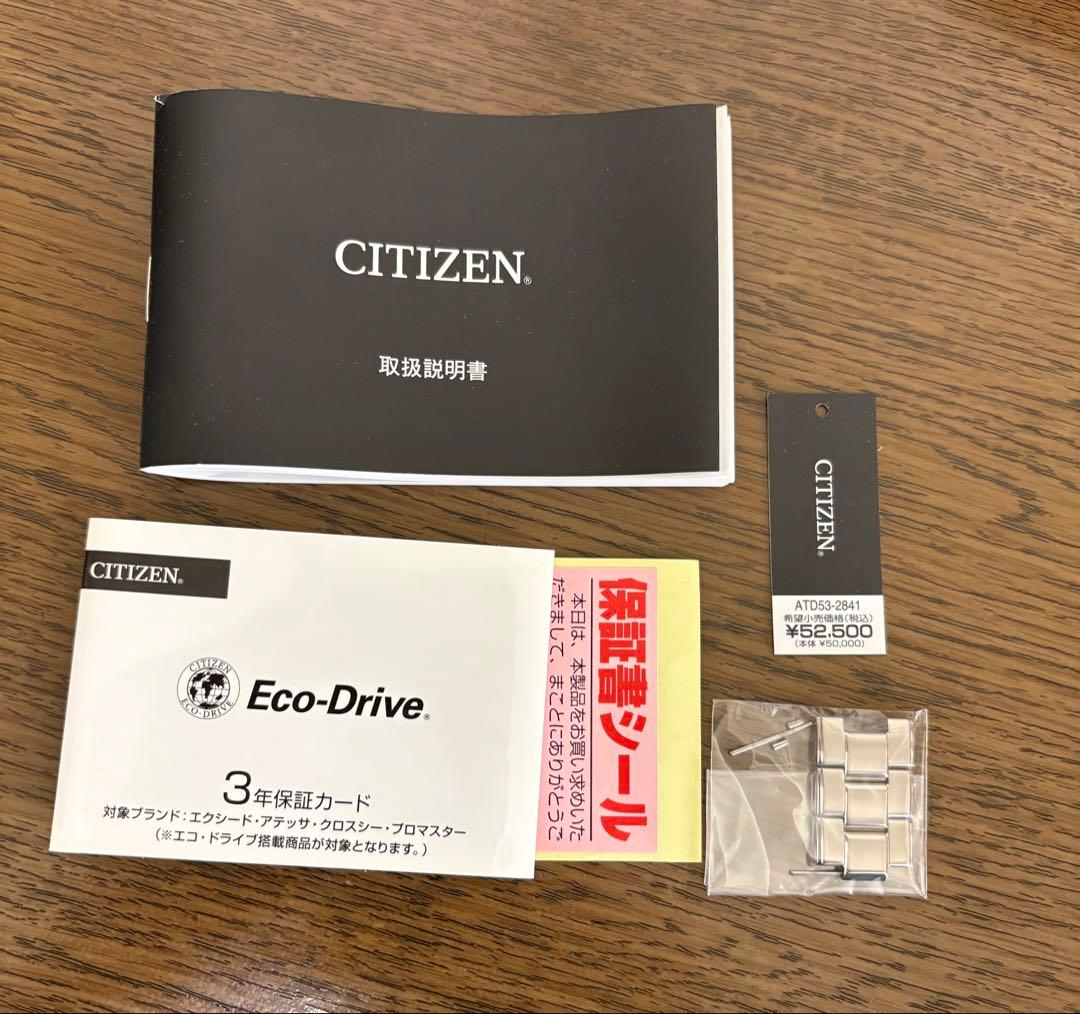 CITIZEN®
取扱説明書
CITIZEN®
ATD53-2841
希望小売価格(税込)
¥52,500
(本体 ¥50,000)
CITIZEN®
CITIZEN
ECO-DRIVE
Eco-Drive®
3年保証カード
対象ブランド:エクシード・アテッサ・クロスシー・プロマスター
(※エコ・ドライブ搭載商品が対象となります。)
保証書シール
本日は、本製品をお買い求めいた
だきまして、まことにありがとうご